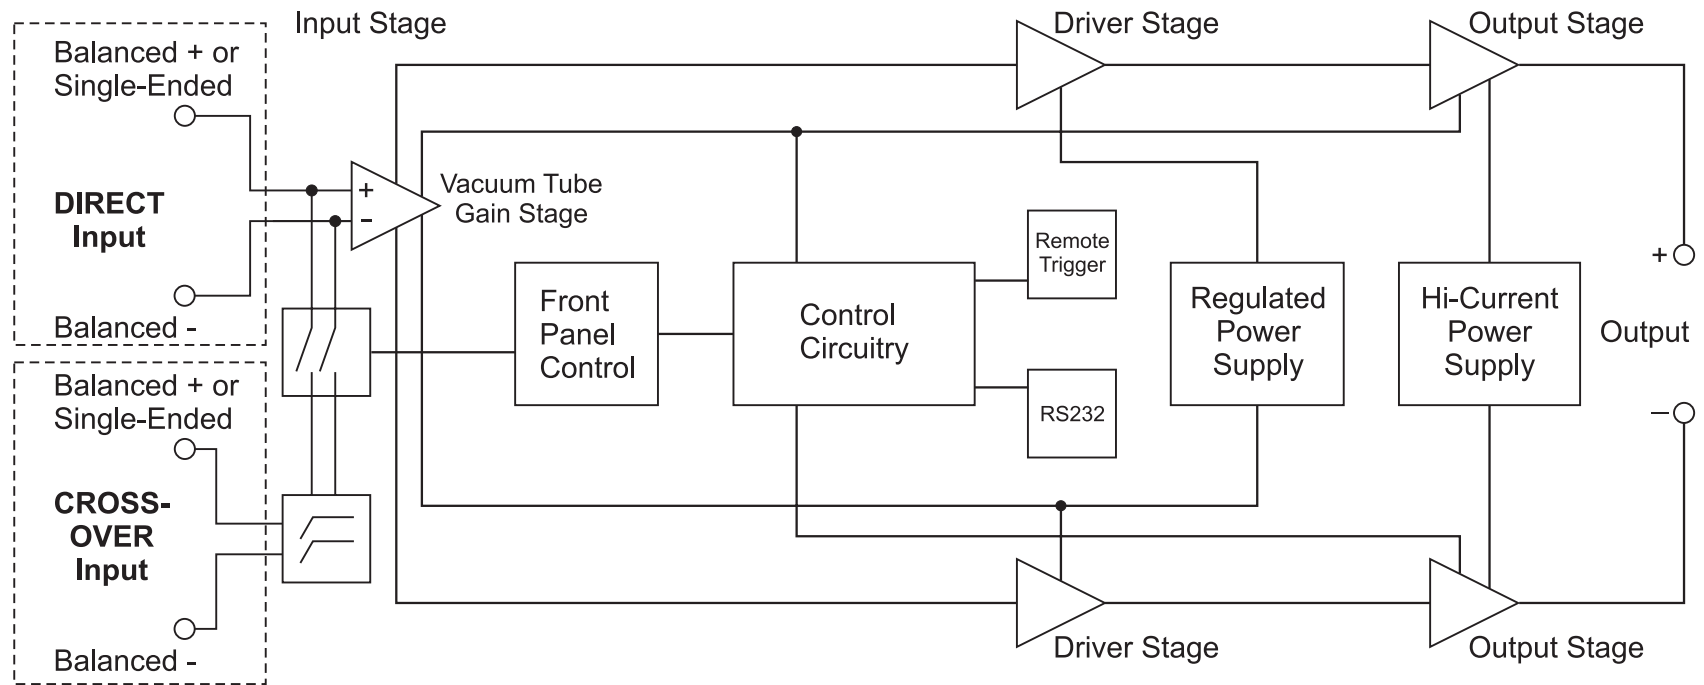 Input Stage
Driver Stage
Output Stage
Balanced + or
Single-Ended
DIRECT
Input
Balanced -
+
-
Vacuum Tube
Gain Stage
Front
Panel
Control
Control
Circuitry
Remote
Trigger
RS232
Regulated
Power
Supply
Hi-Current
Power
Supply
+
Output
–
Balanced + or
Single-Ended
CROSS-
OVER
Input
Balanced -
Driver Stage
Output Stage